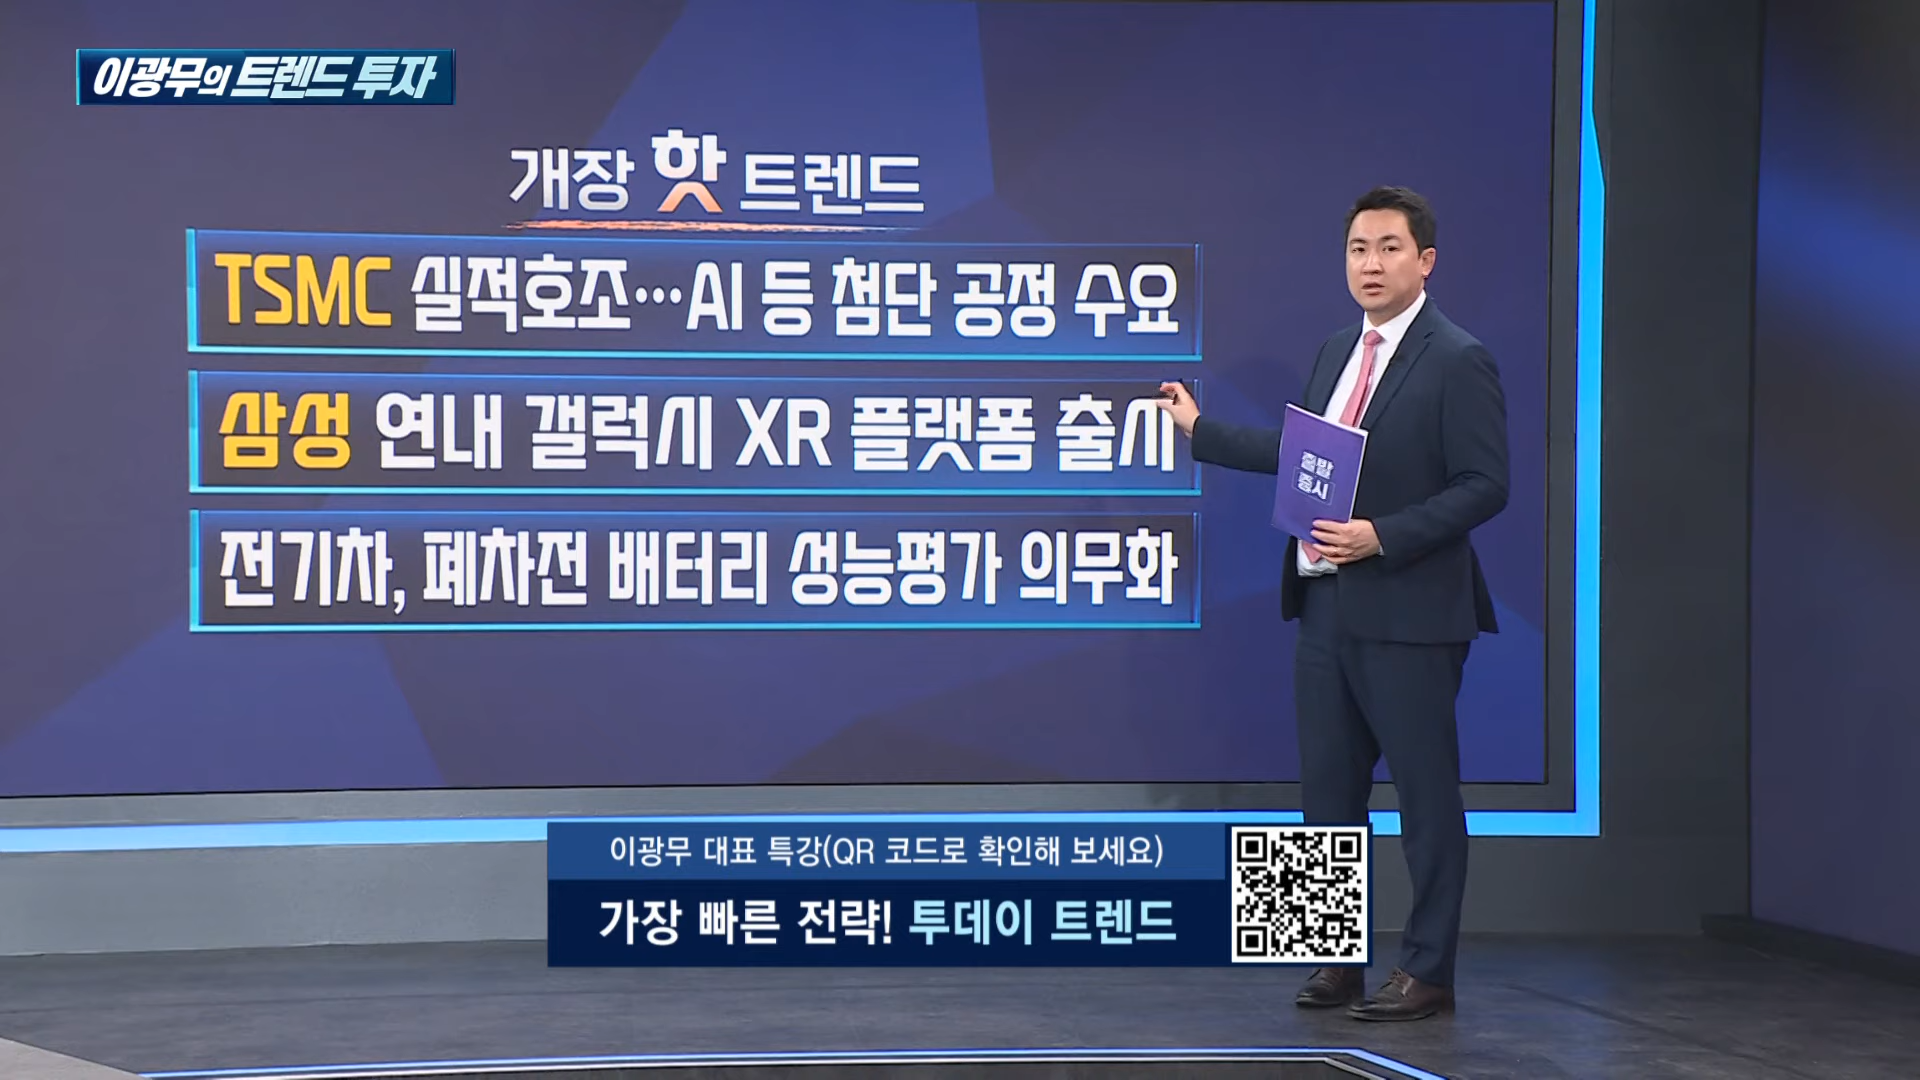 이광무의 트렌드 투자
개장 핫 트렌드
TSMC 실적호조…AI 등 첨단 공정 수요
삼성 연내 갤럭시 XR 플랫폼 출시
전기차, 폐차전 배터리 성능평가 의무화
출발
증시
이광무 대표 특강(QR 코드로 확인해 보세요)
가장 빠른 전략! 투데이 트렌드